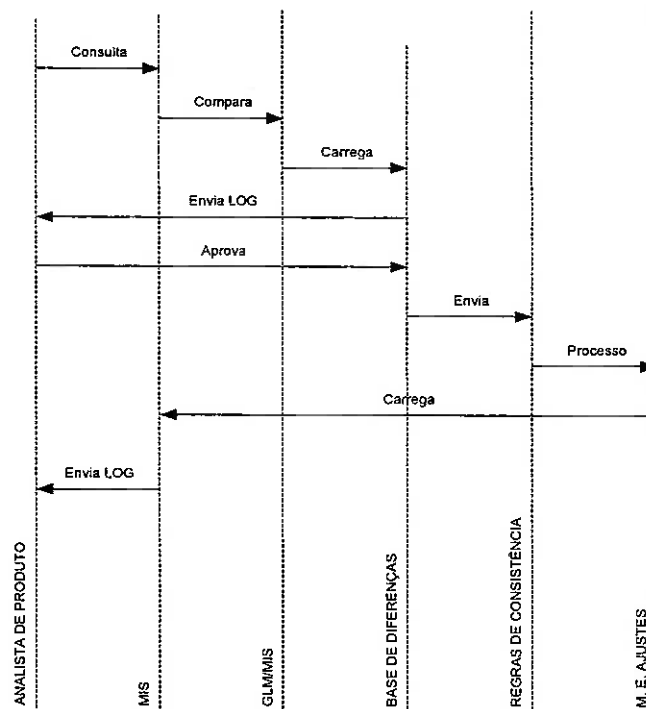 Consulta
Compara
Carrega
Envia LOG
Aprova
Envia
Processo
Carrega
Envia LOG
ANALISTA DE PRODUTO
MIS
GLM/MIS
BASE DE DIFERENÇAS
REGRAS DE CONSISTÊNCIA
M. E. AJUSTES